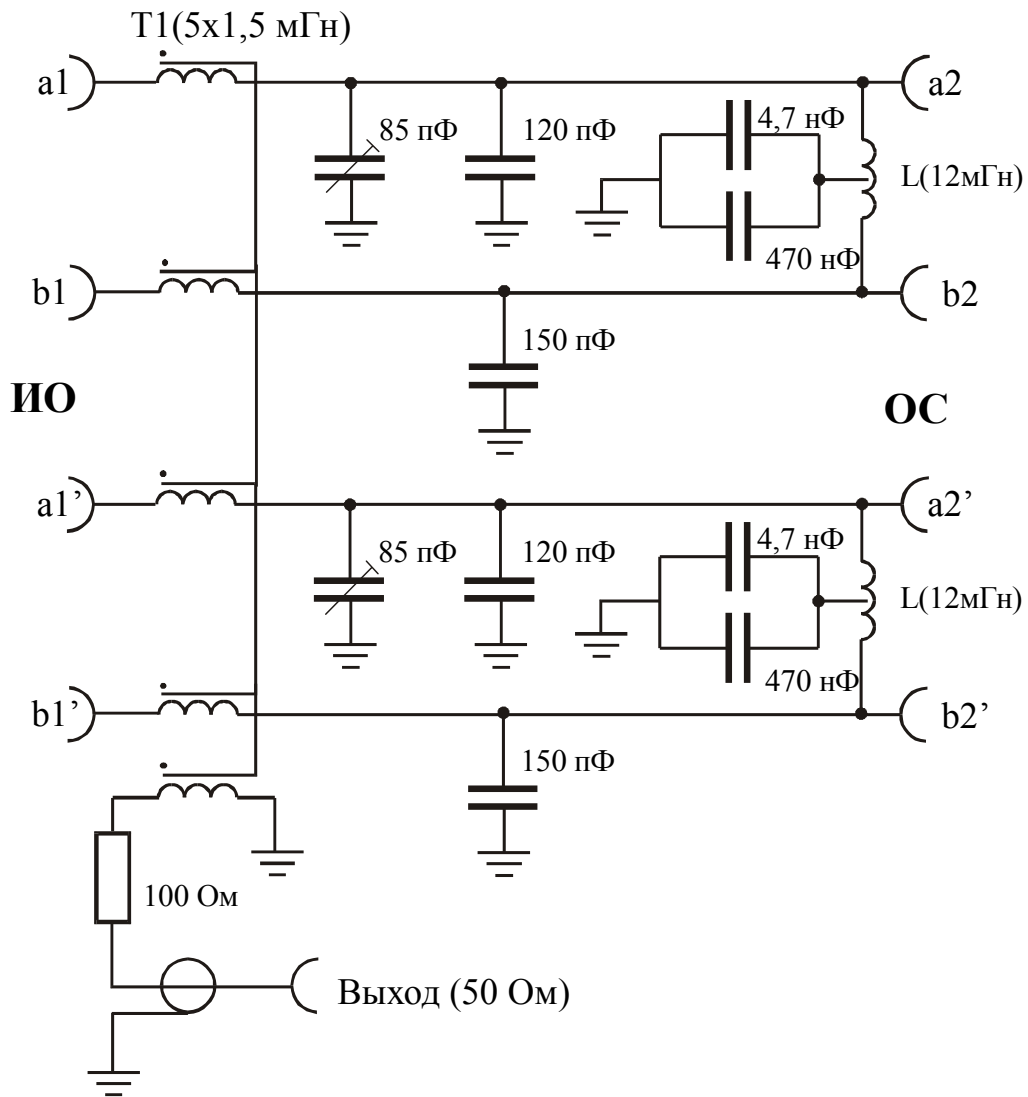 T1(5x1,5 мГн)
a1
a2
85 пФ
120 пФ
4,7 нФ
L(12мГн)
470 нФ
b1
b2
150 пФ
ИО
ОС
a1’
a2’
85 пФ
120 пФ
4,7 нФ
L(12мГн)
470 нФ
b1’
b2’
150 пФ
100 Ом
Выход (50 Ом)